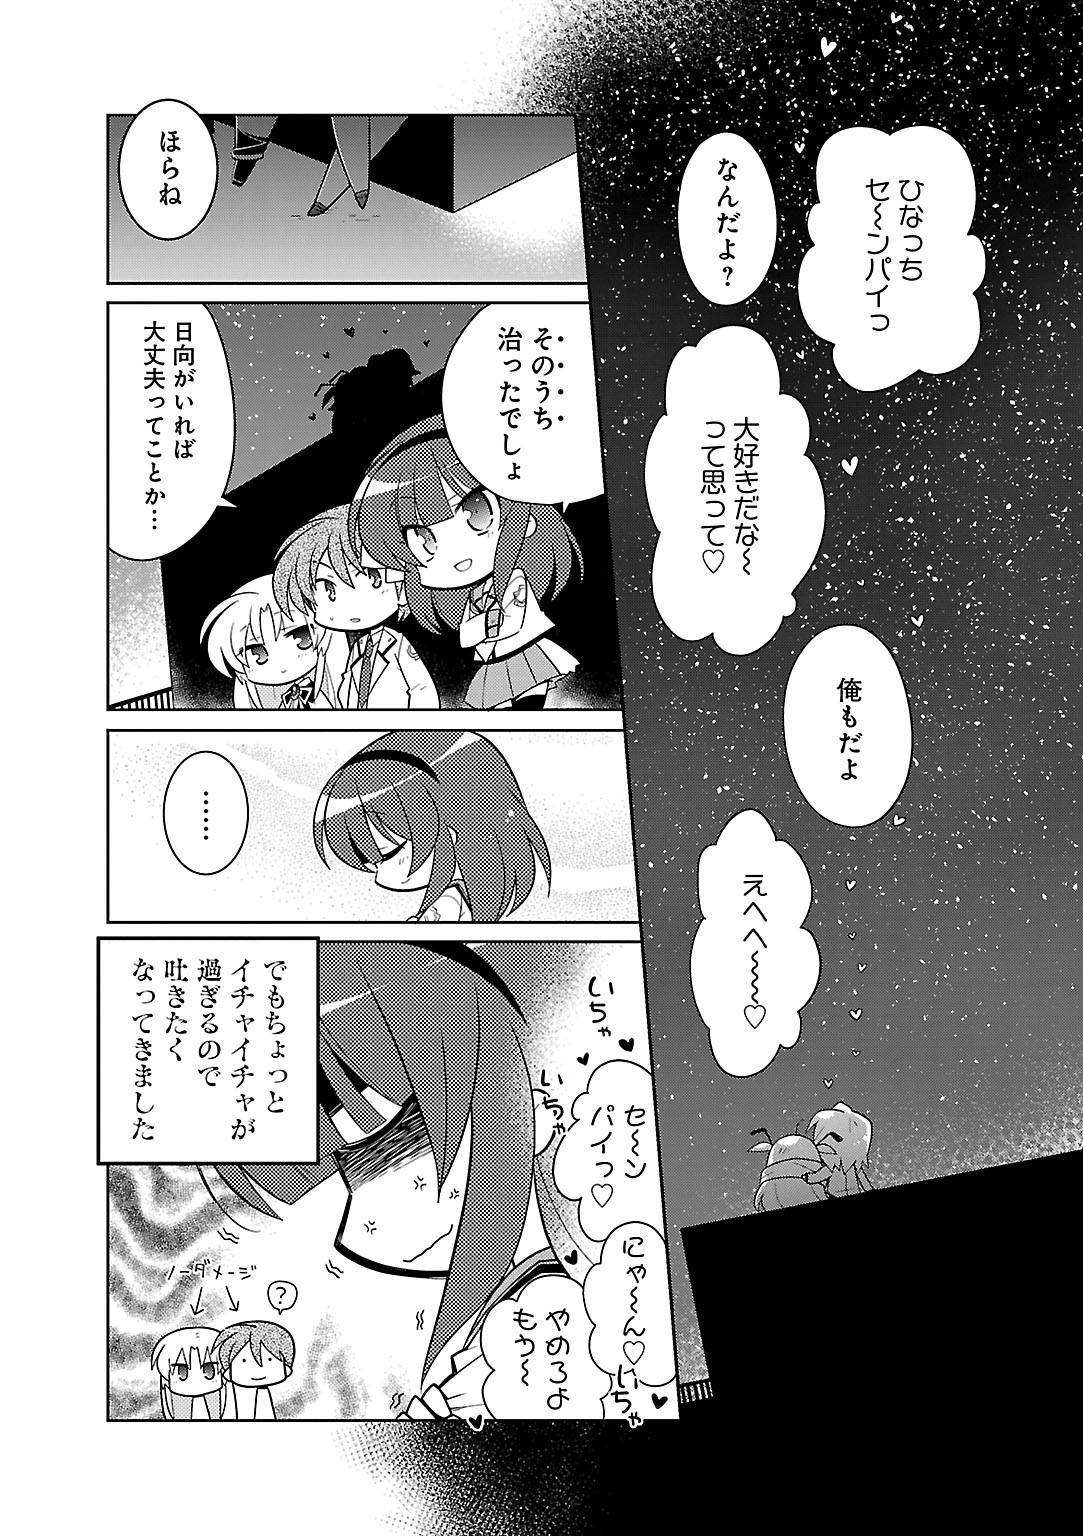 ひなっち
セ～ンパイっ
なんだよ？
大好きだな～
って思って♡
俺もだよ
えへへ～～♡
ほらね
そのうち
治ったでしょ
日向がいれば
大丈夫ってことか…
……
でもちょっと
イチャイチャが
過ぎるので
吐きたく
なってきました
いちゃ
いちゃ
セ～ン
パイっ♡
にゃ～ん♡
いちゃ
やめろよ
もう～
ノーダメージ
？